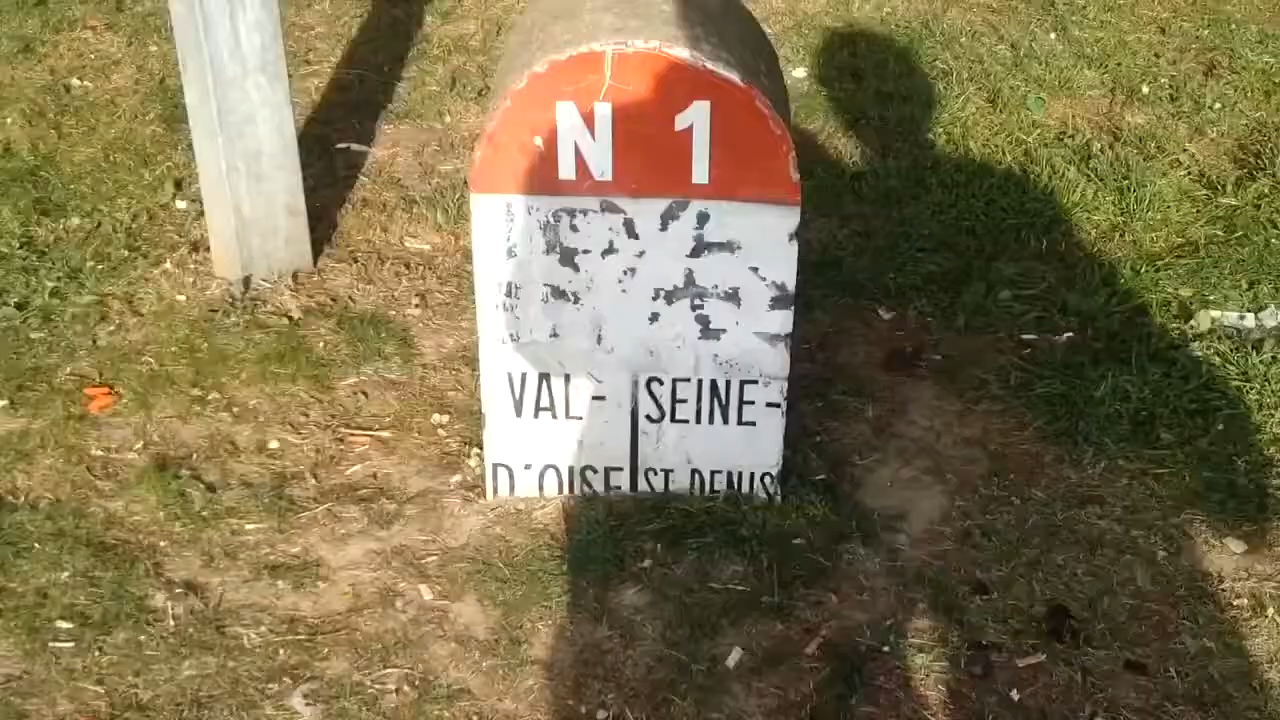 N 1
VAL- SEINE-
D'OISE ST DENIS